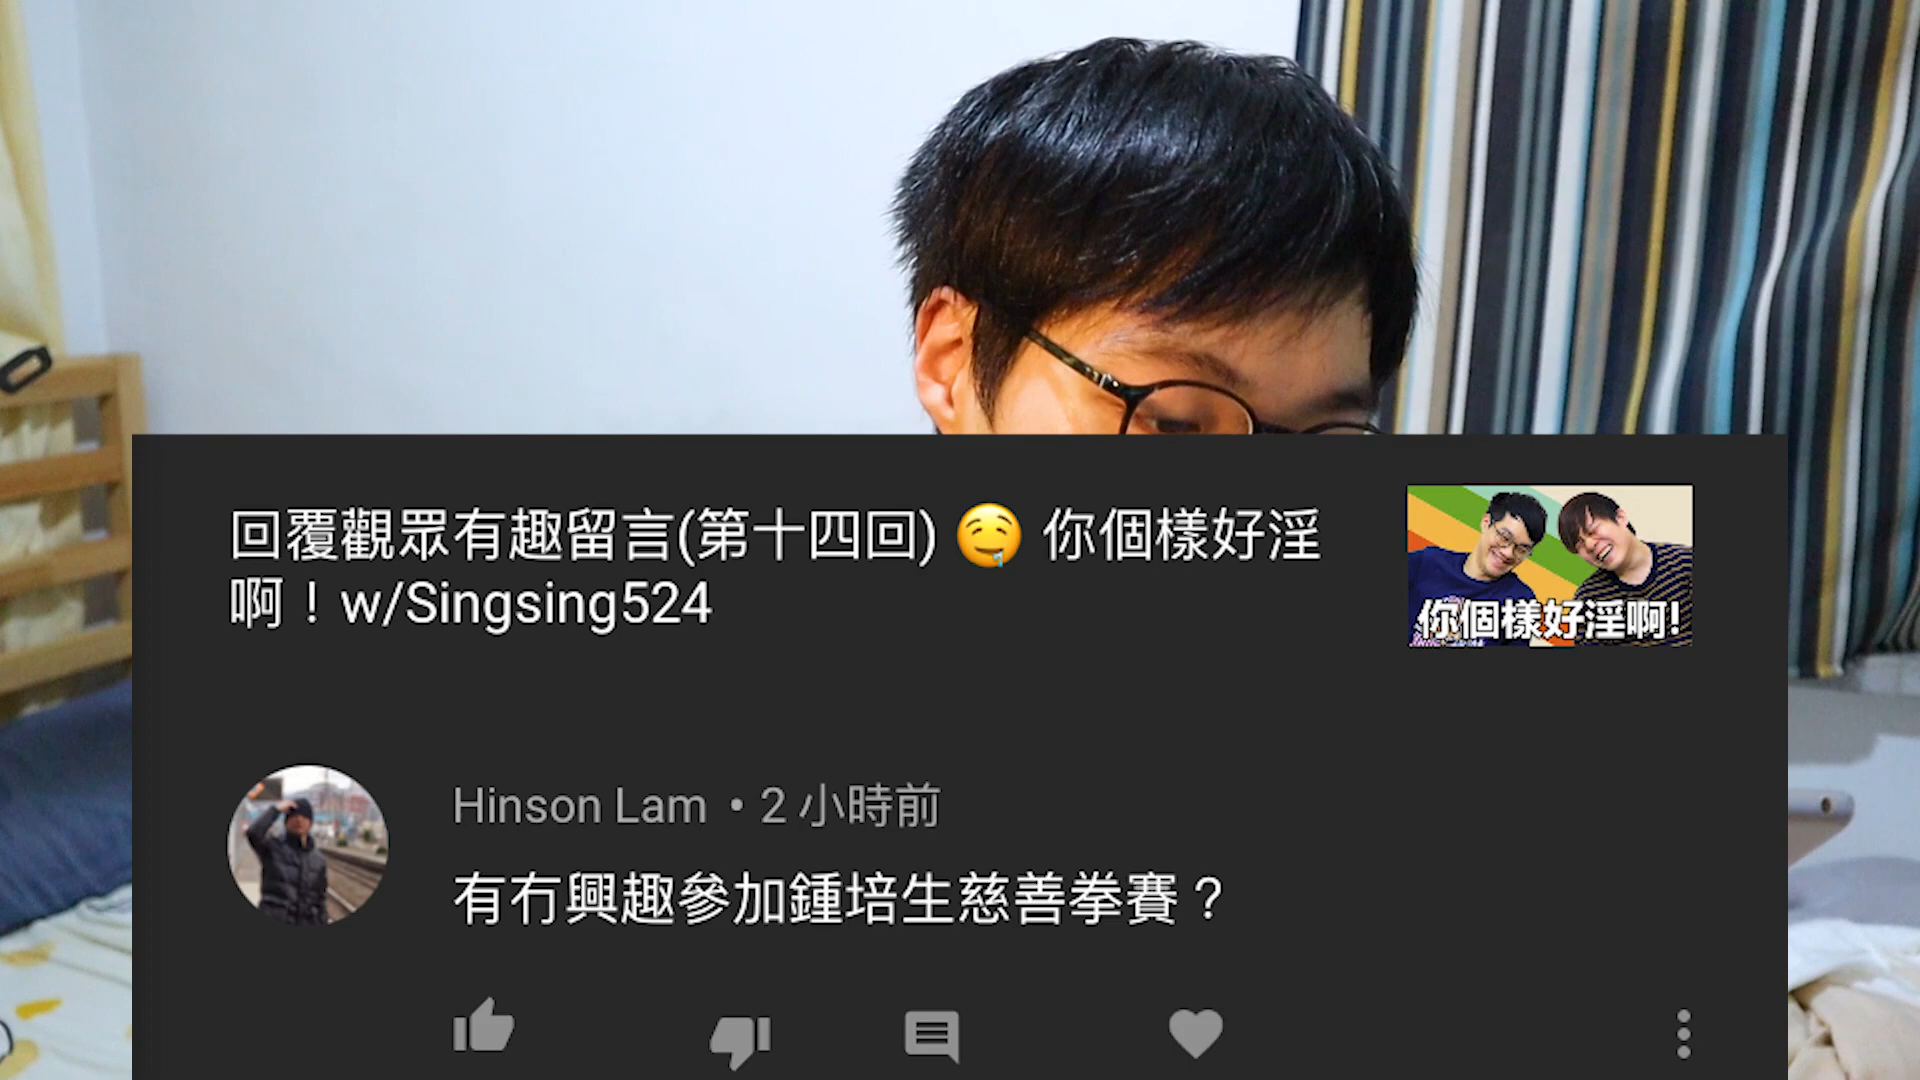 回覆觀眾有趣留言(第十四回) 🤤 你個樣好淫
啊！w/Singsing524
你個樣好淫啊!
Hinson Lam • 2 小時前
有冇興趣參加鍾培生慈善拳賽？